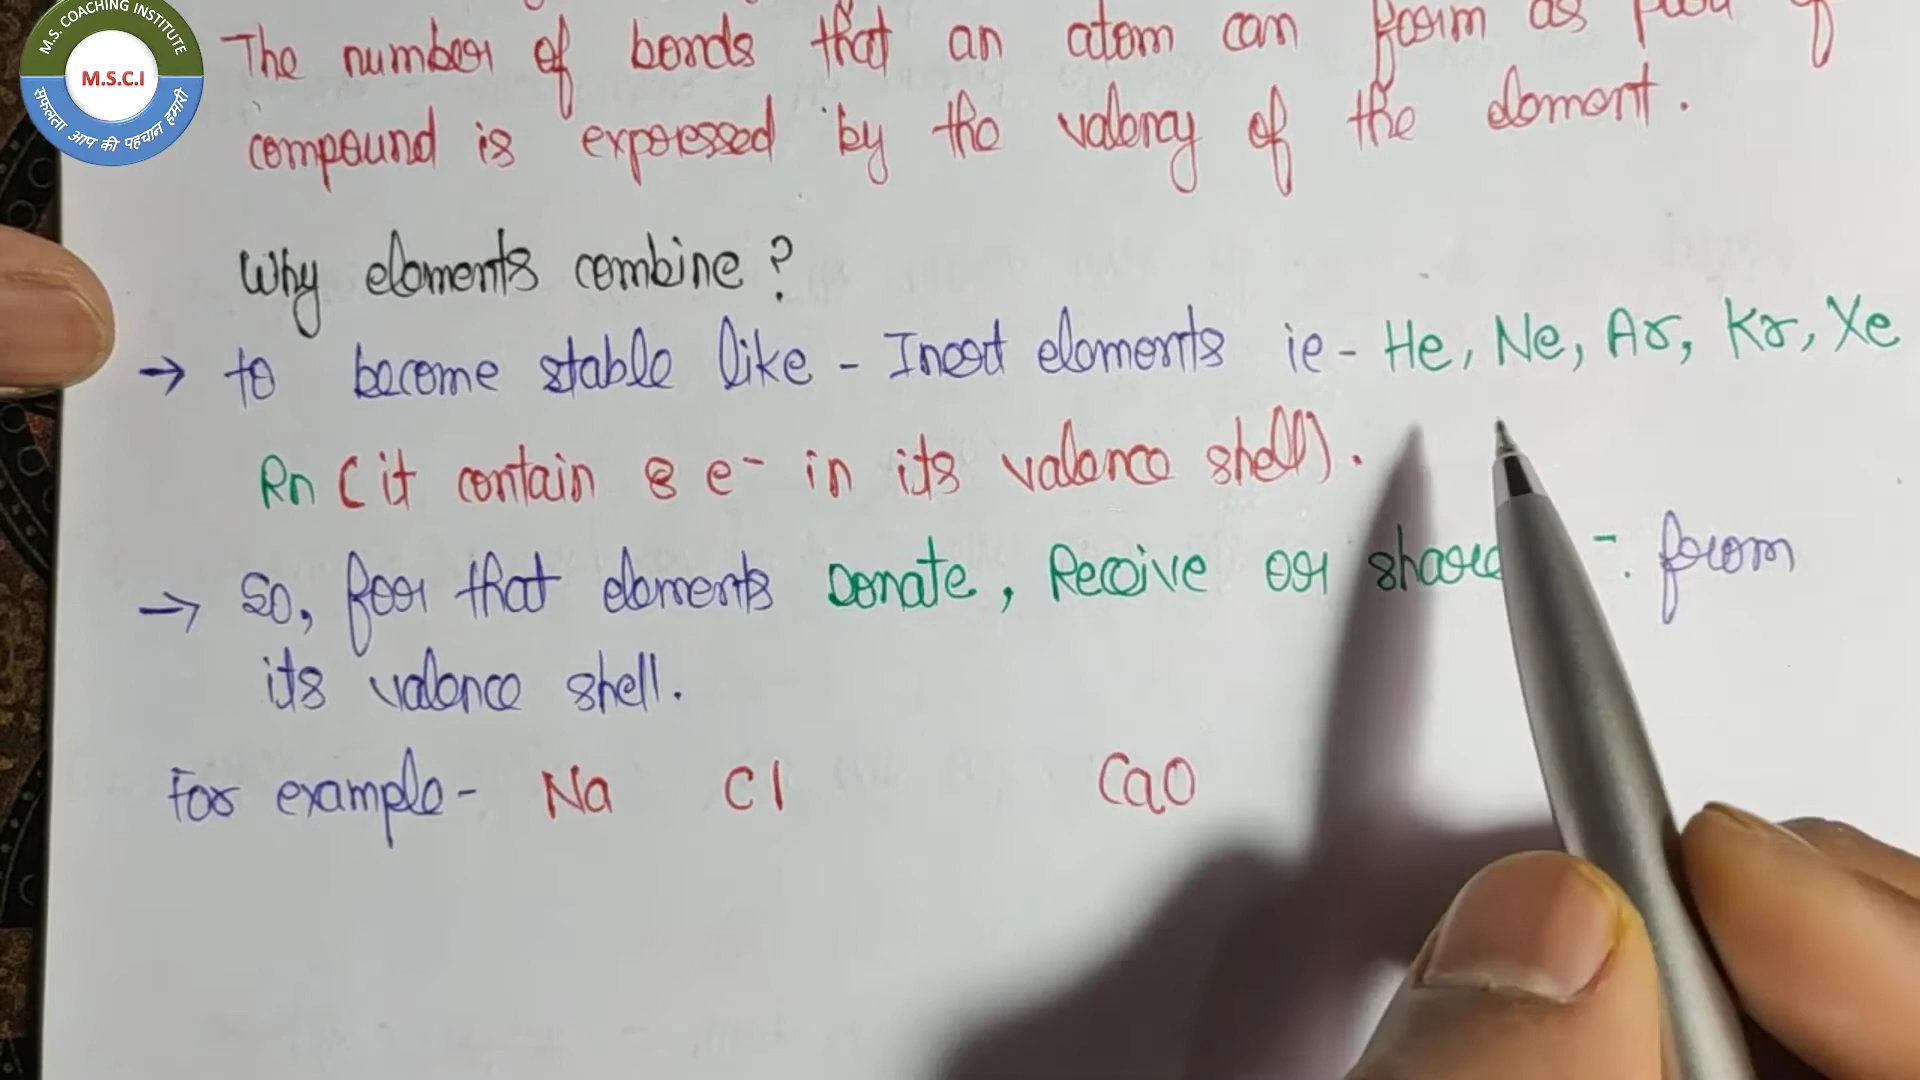 M.S. COACHING INSTITUTE
M.S.C.I
सफलता आप की पहचान हमारी
The number of bonds that an atom can form as part of
compound is expressed by the valency of the element.
Why elements combine?
→ to become stable like - Inert elements ie - He, Ne, Ar, Kr, Xe
Rn (it contain 8 e⁻ in its valence shell).
→ So, for that elements Donate, Receive or share from
its valence shell.
For example - Na Cl CaO